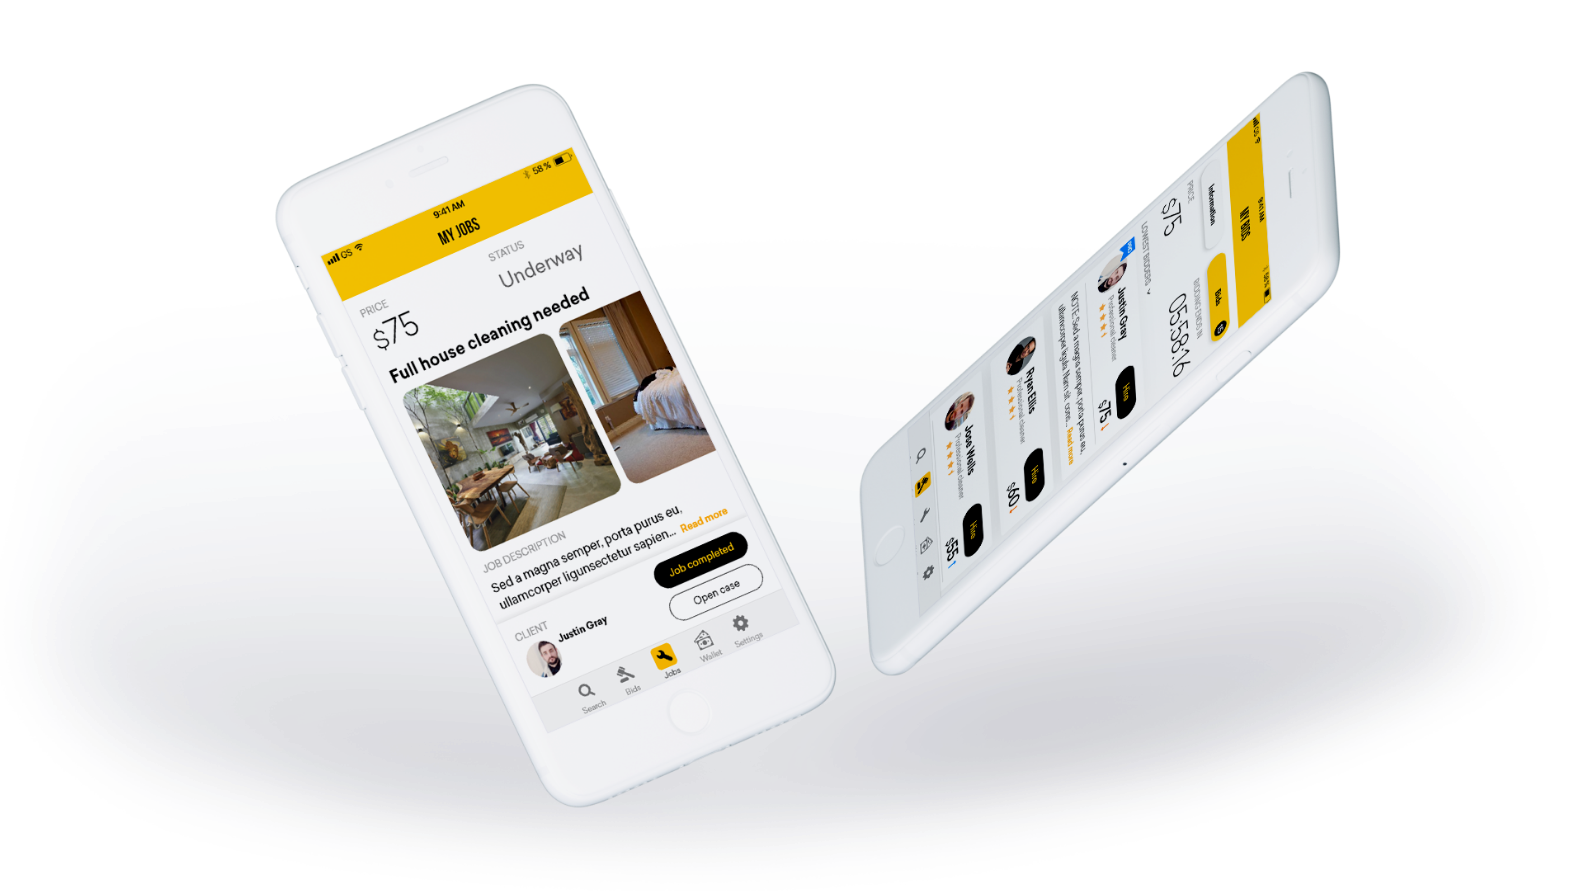 GS
9:41 AM
58 %
MY JOBS
PRICE
$75
STATUS
Underway
Full house cleaning needed
JOB DESCRIPTION
Sed a magna semper, porta purus eu,
ullamcorper ligunsectetur sapien... Read more
CLIENT
Justin Gray
Job completed
Open case
Search
Bids
Jobs
Wallet
Settings
GS
9:41 AM
MY BIDS
Information
Bids
PRICE
$75
BIDDING ENDS IN
05:58:16
LOWEST BIDDERS
Justin Gray
Professional cleaner
Hire
$75
NOTE: Sed a magna semper, porta purus eu,
ullamcorper ligula. Nam sit, cons... Read more
Ryan Ellis
Professional cleaner
Hire
$60
Jose Wells
Professional cleaner
Hire
$55